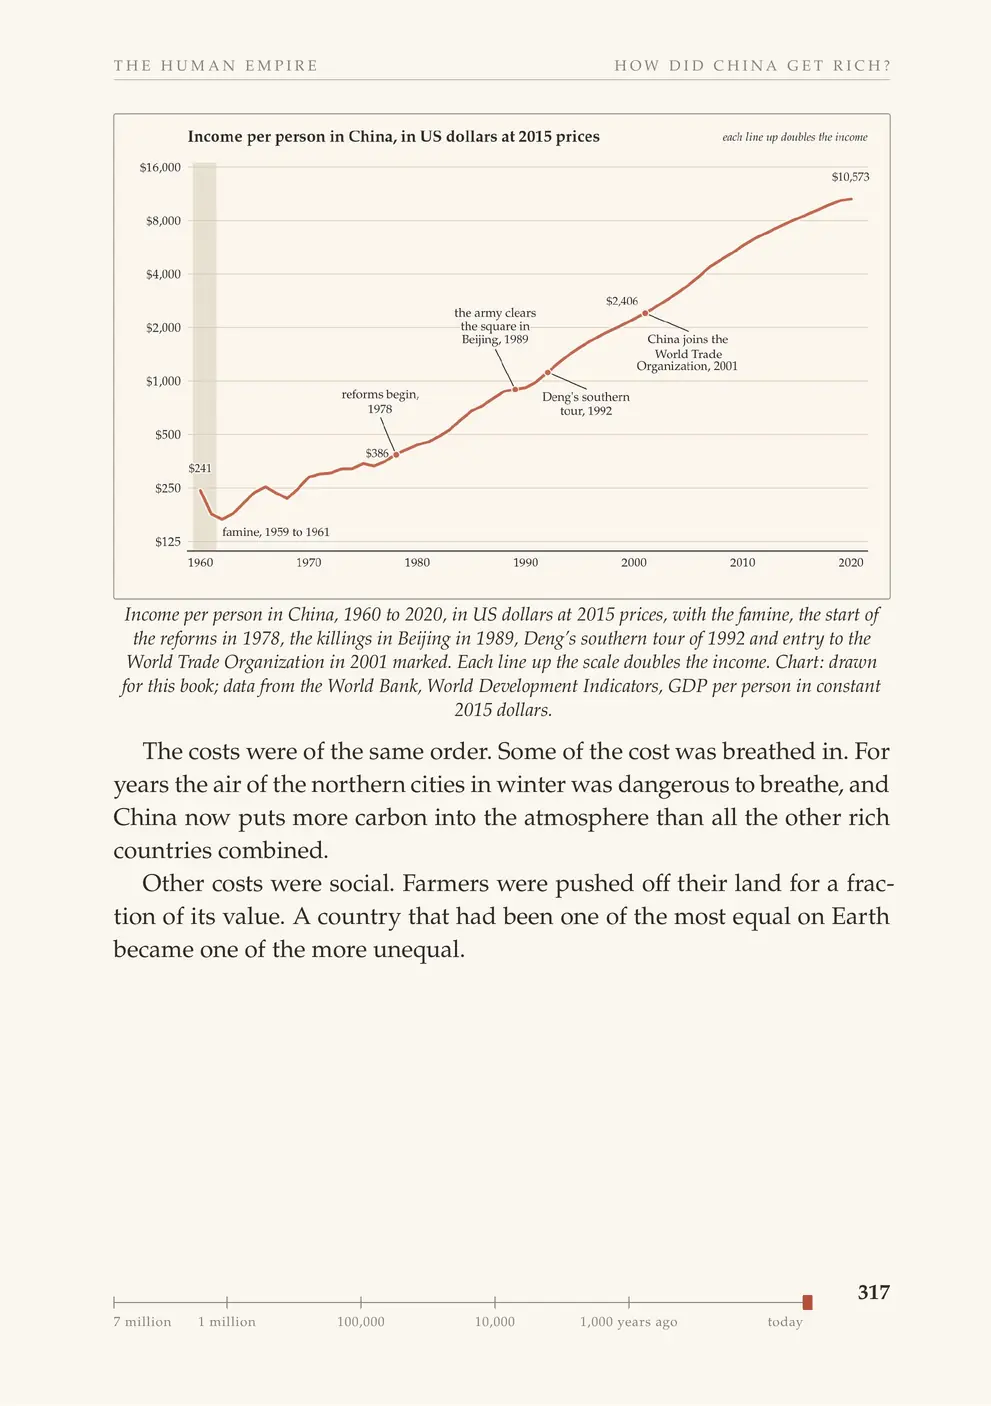 THE HUMAN EMPIRE
HOW DID CHINA GET RICH?
Income per person in China, in US dollars at 2015 prices
each line up doubles the income
$16,000
$10,573
$8,000
$4,000
$2,406
the army clears
the square in
Beijing, 1989
$2,000
China joins the
World Trade
Organization, 2001
$1,000
reforms begin,
1978
Deng's southern
tour, 1992
$500
$386
$241
$250
famine, 1959 to 1961
$125
1960 1970 1980 1990 2000 2010 2020
Income per person in China, 1960 to 2020, in US dollars at 2015 prices, with the famine, the start of
the reforms in 1978, the killings in Beijing in 1989, Deng’s southern tour of 1992 and entry to the
World Trade Organization in 2001 marked. Each line up the scale doubles the income. Chart: drawn
for this book; data from the World Bank, World Development Indicators, GDP per person in constant
2015 dollars.
The costs were of the same order. Some of the cost was breathed in. For
years the air of the northern cities in winter was dangerous to breathe, and
China now puts more carbon into the atmosphere than all the other rich
countries combined.
Other costs were social. Farmers were pushed off their land for a frac-
tion of its value. A country that had been one of the most equal on Earth
became one of the more unequal.
317
7 million 1 million 100,000 10,000 1,000 years ago today